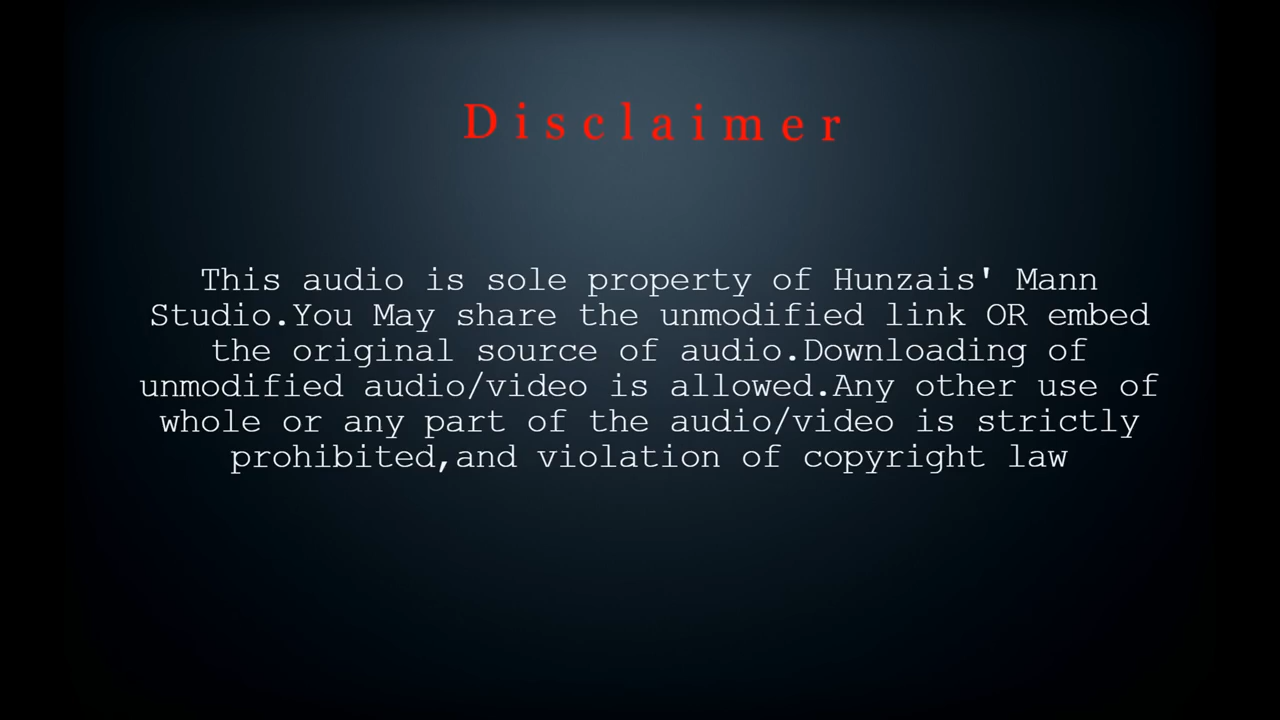 Disclaimer
This audio is sole property of Hunzais' Mann
Studio.You May share the unmodified link OR embed
the original source of audio.Downloading of
unmodified audio/video is allowed.Any other use of
whole or any part of the audio/video is strictly
prohibited,and violation of copyright law